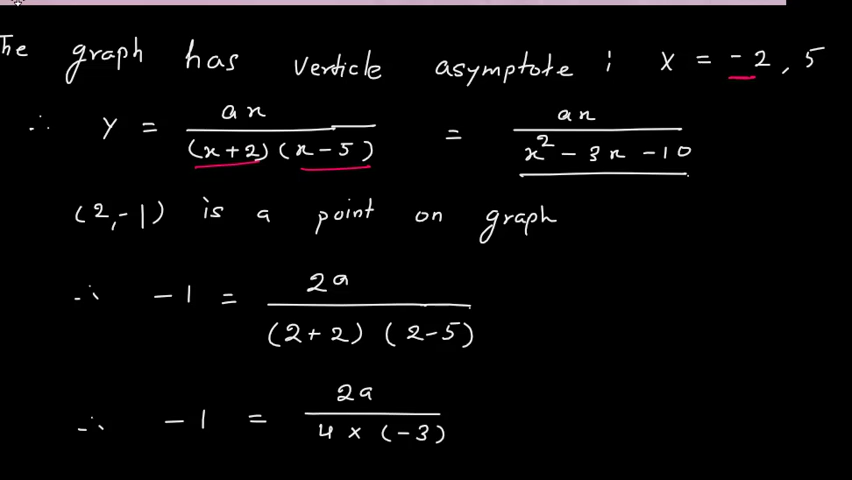 The graph has verticle asymptote : x = -2, 5
∴ y = ax / (x+2)(x-5) = ax / x² - 3x - 10
(2,-1) is a point on graph
∴ -1 = 2a / (2+2) (2-5)
∴ -1 = 2a / 4 × (-3)